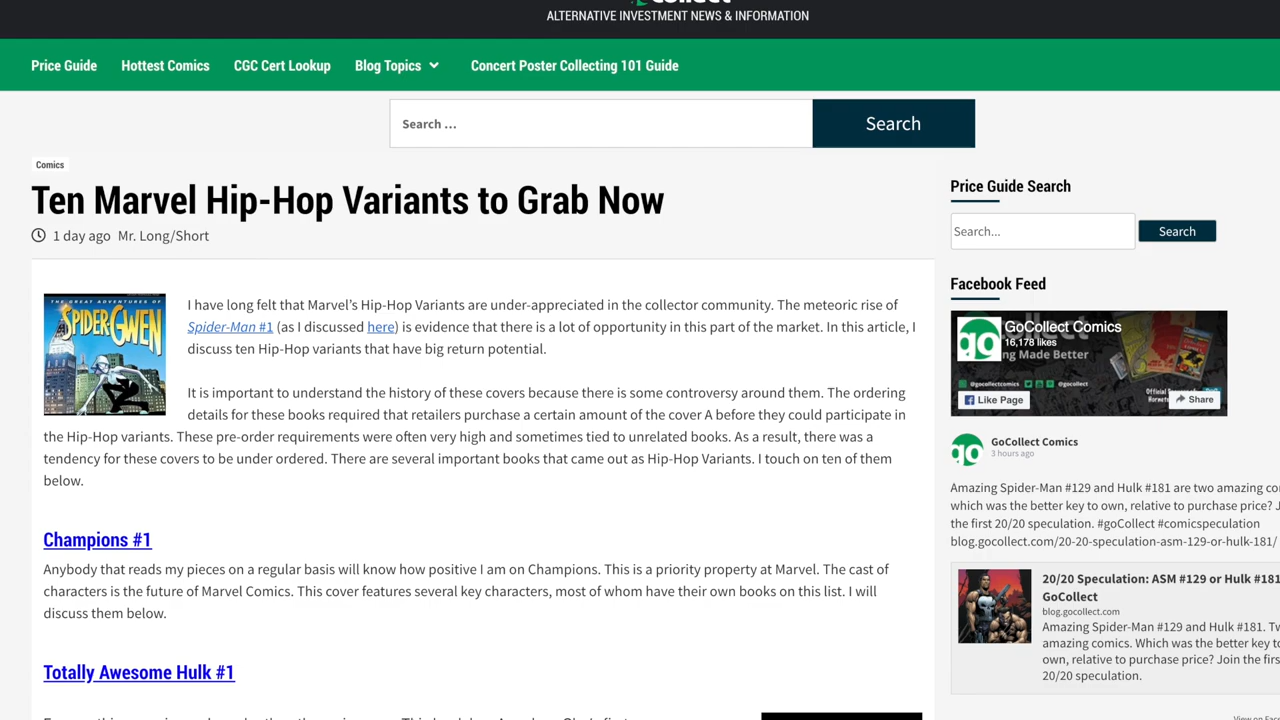 ALTERNATIVE INVESTMENT NEWS & INFORMATION
Price Guide
Hottest Comics
CGC Cert Lookup
Blog Topics
Concert Poster Collecting 101 Guide
Search ...
Search
Comics
Ten Marvel Hip-Hop Variants to Grab Now
1 day ago Mr. Long/Short
THE GREAT ADVENTURES OF
SPIDER-GWEN
I have long felt that Marvel's Hip-Hop Variants are under-appreciated in the collector community. The meteoric rise of
Spider-Man #1 (as I discussed here) is evidence that there is a lot of opportunity in this part of the market. In this article, I
discuss ten Hip-Hop variants that have big return potential.
It is important to understand the history of these covers because there is some controversy around them. The ordering
details for these books required that retailers purchase a certain amount of the cover A before they could participate in
the Hip-Hop variants. These pre-order requirements were often very high and sometimes tied to unrelated books. As a result, there was a
tendency for these covers to be underordered. There are several important books that came out as Hip-Hop Variants. I touch on ten of them
below.
Champions #1
Anybody that reads my pieces on a regular basis will know how positive I am on Champions. This is a priority property at Marvel. The cast of
characters is the future of Marvel Comics. This cover features several key characters, most of whom have their own books on this list. I will
discuss them below.
Totally Awesome Hulk #1
Price Guide Search
Search...
Search
Facebook Feed
go
GoCollect Comics
16,178 likes
ng Made Better
@gocollectcomics
@gocollect
Like Page
Share
go
GoCollect Comics
3 hours ago
Amazing Spider-Man #129 and Hulk #181 are two amazing co
which was the better key to own, relative to purchase price? J
the first 20/20 speculation. #goCollect #comicspeculation
blog.gocollect.com/20-20-speculation-asm-129-or-hulk-181/
20/20 Speculation: ASM #129 or Hulk #181
GoCollect
blog.gocollect.com
Amazing Spider-Man #129 and Hulk #181. Tw
amazing comics. Which was the better key to
own, relative to purchase price? Join the first
20/20 speculation.